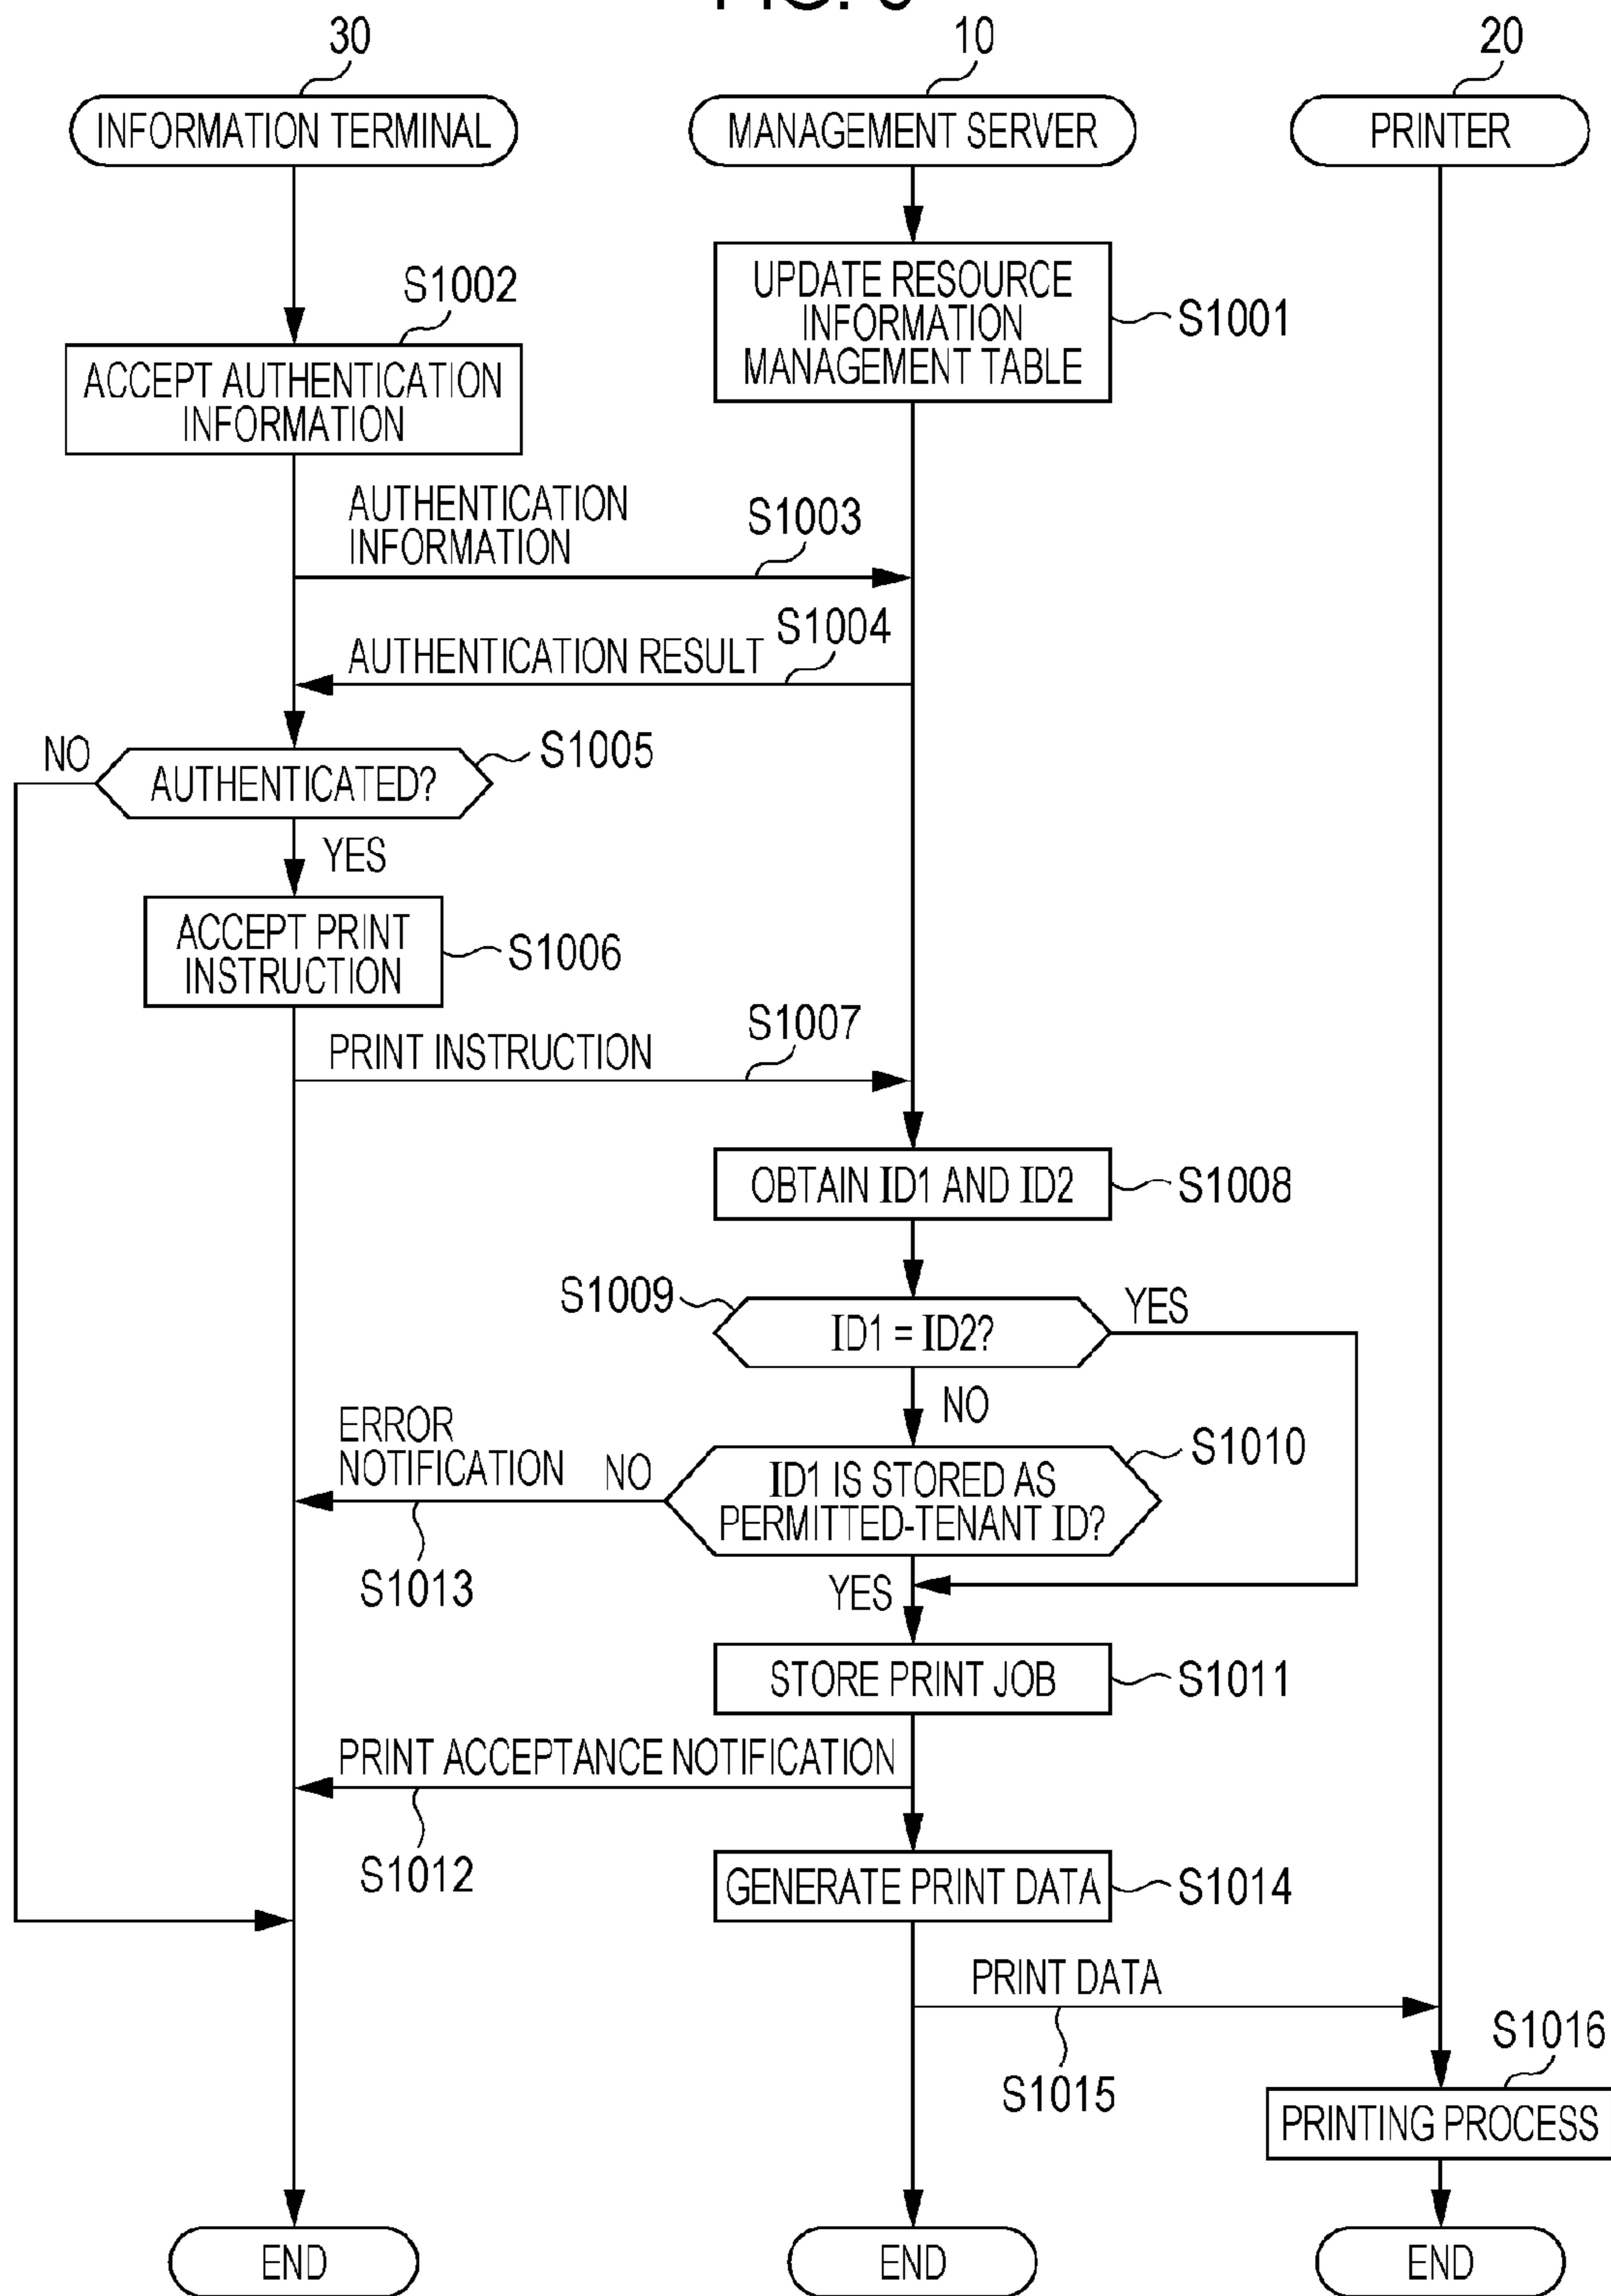 30
10
20
INFORMATION TERMINAL
MANAGEMENT SERVER
PRINTER
UPDATE RESOURCE
INFORMATION
MANAGEMENT TABLE
S1001
S1002
ACCEPT AUTHENTICATION
INFORMATION
AUTHENTICATION
INFORMATION
S1003
S1004
AUTHENTICATION RESULT
NO
AUTHENTICATED?
S1005
YES
ACCEPT PRINT
INSTRUCTION
S1006
PRINT INSTRUCTION
S1007
OBTAIN ID1 AND ID2
S1008
S1009
ID1 = ID2?
YES
NO
ERROR
NOTIFICATION
NO
ID1 IS STORED AS
PERMITTED-TENANT ID?
S1010
S1013
YES
STORE PRINT JOB
S1011
PRINT ACCEPTANCE NOTIFICATION
S1012
GENERATE PRINT DATA
S1014
PRINT DATA
S1015
S1016
PRINTING PROCESS
END
END
END